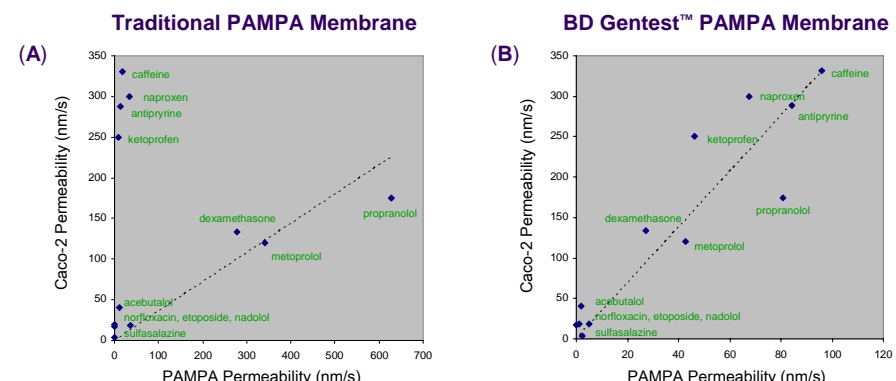 Traditional PAMPA Membrane
(A)
Caco-2 Permeability (nm/s)
350
300
250
200
150
100
50
0
caffeine
naproxen
antipyrine
ketoprofen
propranolol
dexamethasone
metoprolol
acebutalol
norfloxacin, etoposide, nadolol
sulfasalazine
0 100 200 300 400 500 600 700
PAMPA Permeability (nm/s)
BD Gentest™ PAMPA Membrane
(B)
Caco-2 Permeability (nm/s)
350
300
250
200
150
100
50
0
caffeine
naproxen
antipyrine
ketoprofen
propranolol
dexamethasone
metoprolol
acebutalol
norfloxacin, etoposide, nadolol
sulfasalazine
0 20 40 60 80 100 120
PAMPA Permeability (nm/s)